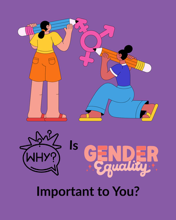 WHY?
Is
GENDER
Equality
Important to You?